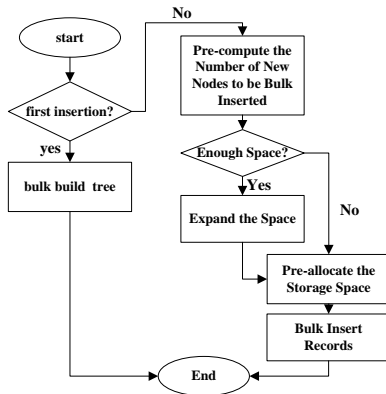 start
No
first insertion?
yes
bulk build tree
Pre-compute the
Number of New
Nodes to be Bulk
Inserted
Enough Space?
Yes
No
Expand the Space
Pre-allocate the
Storage Space
Bulk Insert
Records
End